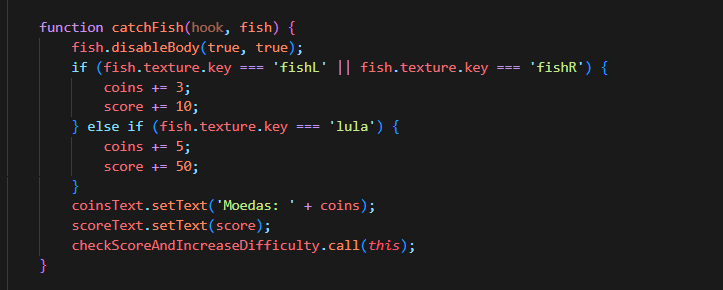 function catchFish(hook, fish) {
    fish.disableBody(true, true);
    if (fish.texture.key === 'fishL' || fish.texture.key === 'fishR') {
        coins += 3;
        score += 10;
    } else if (fish.texture.key === 'lula') {
        coins += 5;
        score += 50;
    }
    coinsText.setText('Moedas: ' + coins);
    scoreText.setText(score);
    checkScoreAndIncreaseDifficulty.call(this);
}